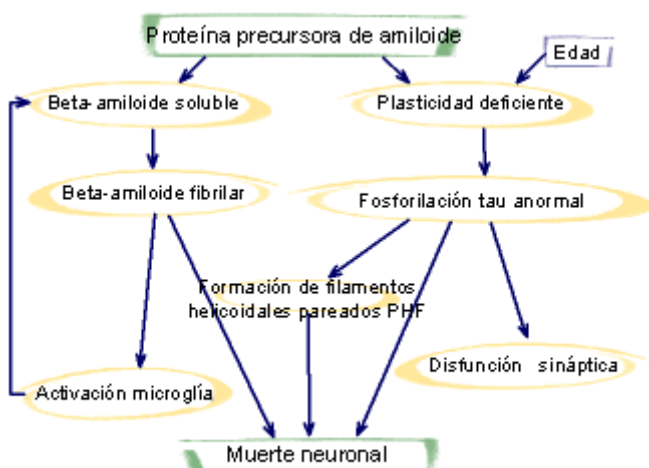 Proteína precursora de amiloide
Edad
Beta-amiloide soluble
Plasticidad deficiente
Beta-amiloide fibrilar
Fosforilación tau anormal
Formación de filamentos
helicoidales pareados PHF
Disfunción sináptica
Activación microglía
Muerte neuronal